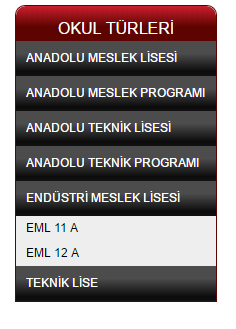 OKUL TÜRLERİ
ANADOLU MESLEK LİSESİ
ANADOLU MESLEK PROGRAMI
ANADOLU TEKNİK LİSESİ
ANADOLU TEKNİK PROGRAMI
ENDÜSTRİ MESLEK LİSESİ
EML 11 A
EML 12 A
TEKNİK LİSE